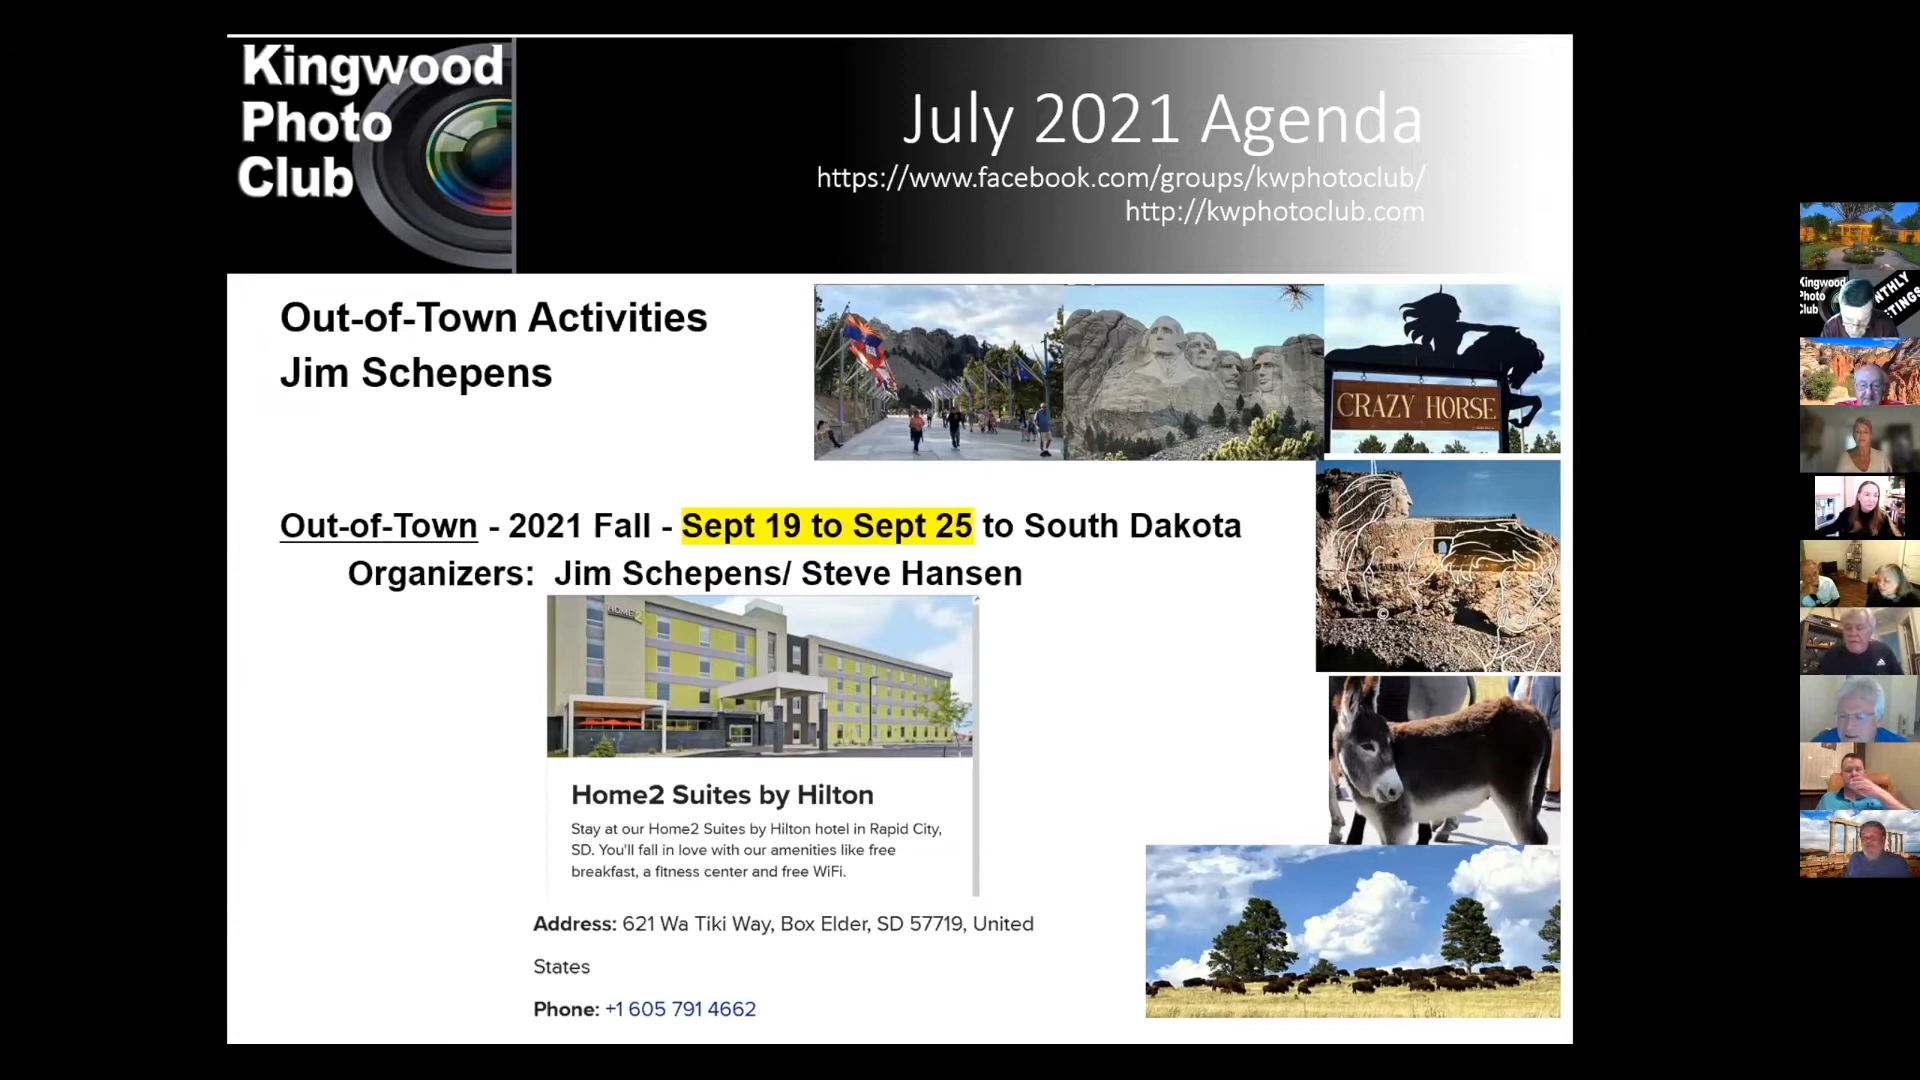 Kingwood
Photo
Club
July 2021 Agenda
https://www.facebook.com/groups/kwphotoclub/
http://kwphotoclub.com
Out-of-Town Activities
Jim Schepens
CRAZY HORSE
Out-of-Town - 2021 Fall - Sept 19 to Sept 25 to South Dakota
Organizers: Jim Schepens/ Steve Hansen
HOME2
©
Home2 Suites by Hilton
Stay at our Home2 Suites by Hilton hotel in Rapid City,
SD. You'll fall in love with our amenities like free
breakfast, a fitness center and free WiFi.
Address: 621 Wa Tiki Way, Box Elder, SD 57719, United
States
Phone: +1 605 791 4662
Kingwood
Photo
Club